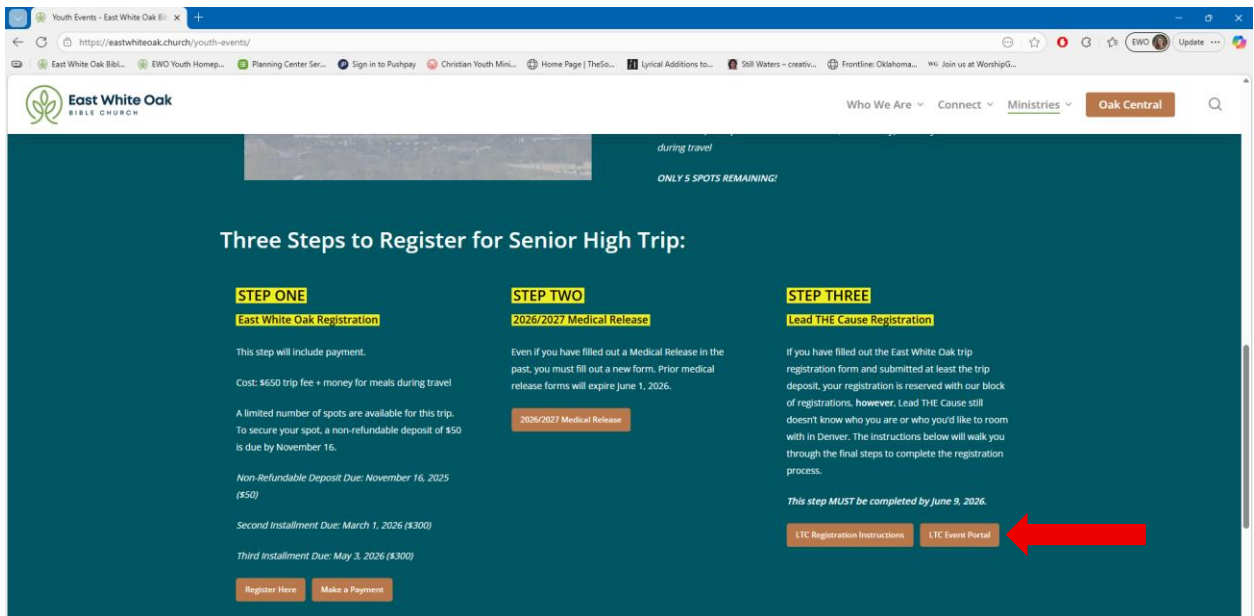 Youth Events - East White Oak Bi
https://eastwhiteoak.church/youth-events/
EWO
Update
East White Oak Bibl...
EWO Youth Homep...
Planning Center Ser...
Sign in to Pushpay
Christian Youth Mini...
Home Page | TheSo...
Lyrical Additions to...
Still Waters – creativ...
Frontline: Oklahoma...
WG Join us at WorshipG...
East White Oak
BIBLE CHURCH
Who We Are
Connect
Ministries
Oak Central
during travel
ONLY 5 SPOTS REMAINING!
Three Steps to Register for Senior High Trip:
STEP ONE
East White Oak Registration
This step will include payment.
Cost: $650 trip fee + money for meals during travel
A limited number of spots are available for this trip.
To secure your spot, a non-refundable deposit of $50
is due by November 16.
Non-Refundable Deposit Due: November 16, 2025
($50)
Second Installment Due: March 1, 2026 ($300)
Third Installment Due: May 3, 2026 ($300)
Register Here
Make a Payment
STEP TWO
2026/2027 Medical Release
Even if you have filled out a Medical Release in the
past, you must fill out a new form. Prior medical
release forms will expire June 1, 2026.
2026/2027 Medical Release
STEP THREE
Lead THE Cause Registration
If you have filled out the East White Oak trip
registration form and submitted at least the trip
deposit, your registration is reserved with our block
of registrations, however, Lead THE Cause still
doesn't know who you are or who you'd like to room
with in Denver. The instructions below will walk you
through the final steps to complete the registration
process.
This step MUST be completed by June 9, 2026.
LTC Registration Instructions
LTC Event Portal